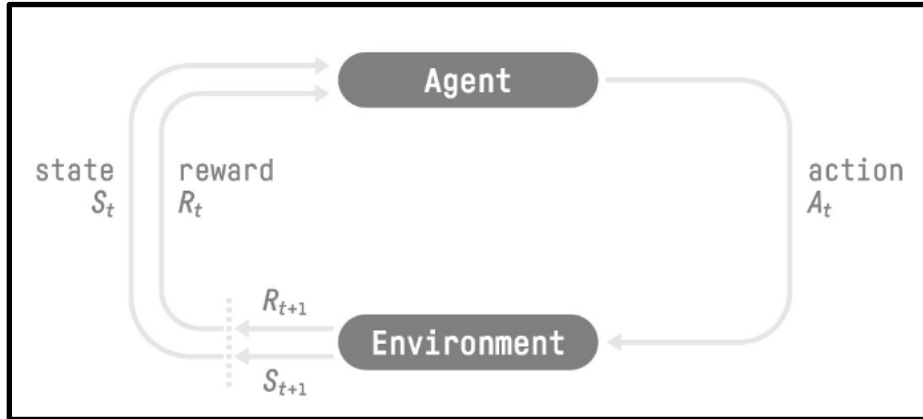 Agent
state
S_t
reward
R_t
action
A_t
R_{t+1}
Environment
S_{t+1}